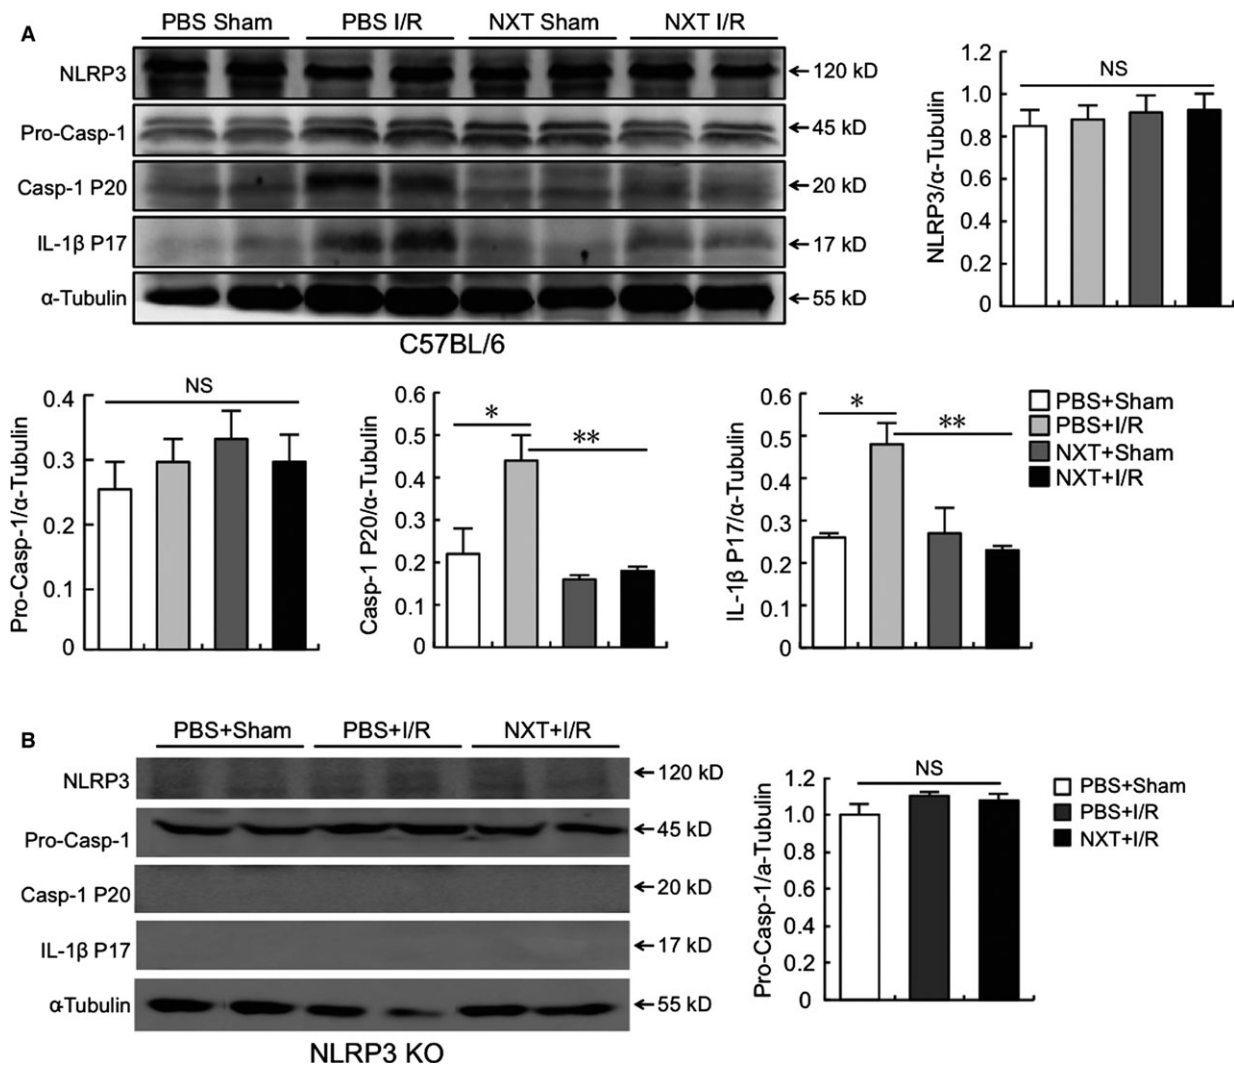 A
PBS Sham PBS I/R NXT Sham NXT I/R
NLRP3 ←120 kD
Pro-Casp-1 ←45 kD
Casp-1 P20 ←20 kD
IL-1β P17 ←17 kD
α-Tubulin ←55 kD
C57BL/6
NLRP3/α-Tubulin
1.2
1.0
0.8
0.6
0.4
1.2
0
NS
Pro-Casp-1/α-Tubulin
0.4
0.3
0.2
0.1
0
NS
Casp-1 P20/α-Tubulin
0.6
0.5
0.4
0.3
0.2
0.1
0
*
**
IL-1β P17/α-Tubulin
0.6
0.5
0.4
0.3
0.2
0.1
0
*
**
PBS+Sham
PBS+I/R
NXT+Sham
NXT+I/R
B
PBS+Sham PBS+I/R NXT+I/R
NLRP3 ←120 kD
Pro-Casp-1 ←45 kD
Casp-1 P20 ←20 kD
IL-1β P17 ←17 kD
α-Tubulin ←55 kD
NLRP3 KO
Pro-Casp-1/a-Tubulin
1.2
1.0
0.8
0.6
0.4
0.2
0
NS
PBS+Sham
PBS+I/R
NXT+I/R